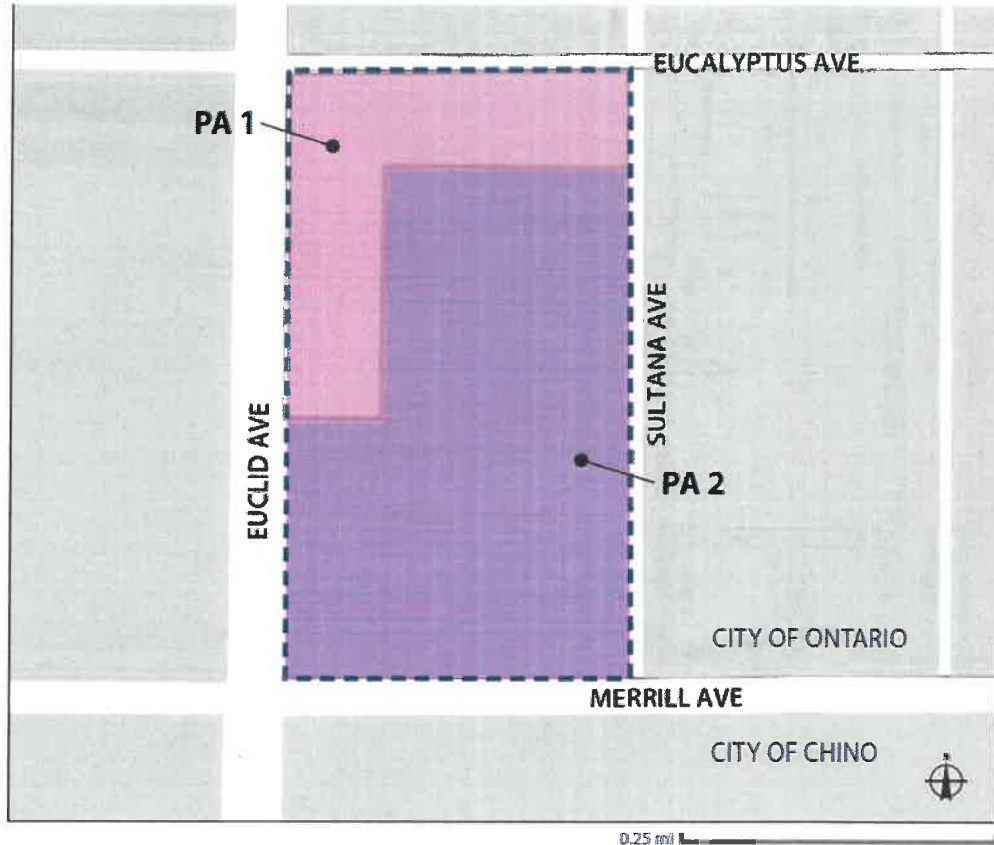 EUCALYPTUS AVE
PA 1
SULTANA AVE
EUCLID AVE
PA 2
CITY OF ONTARIO
MERRILL AVE
CITY OF CHINO
N
0.25 mi